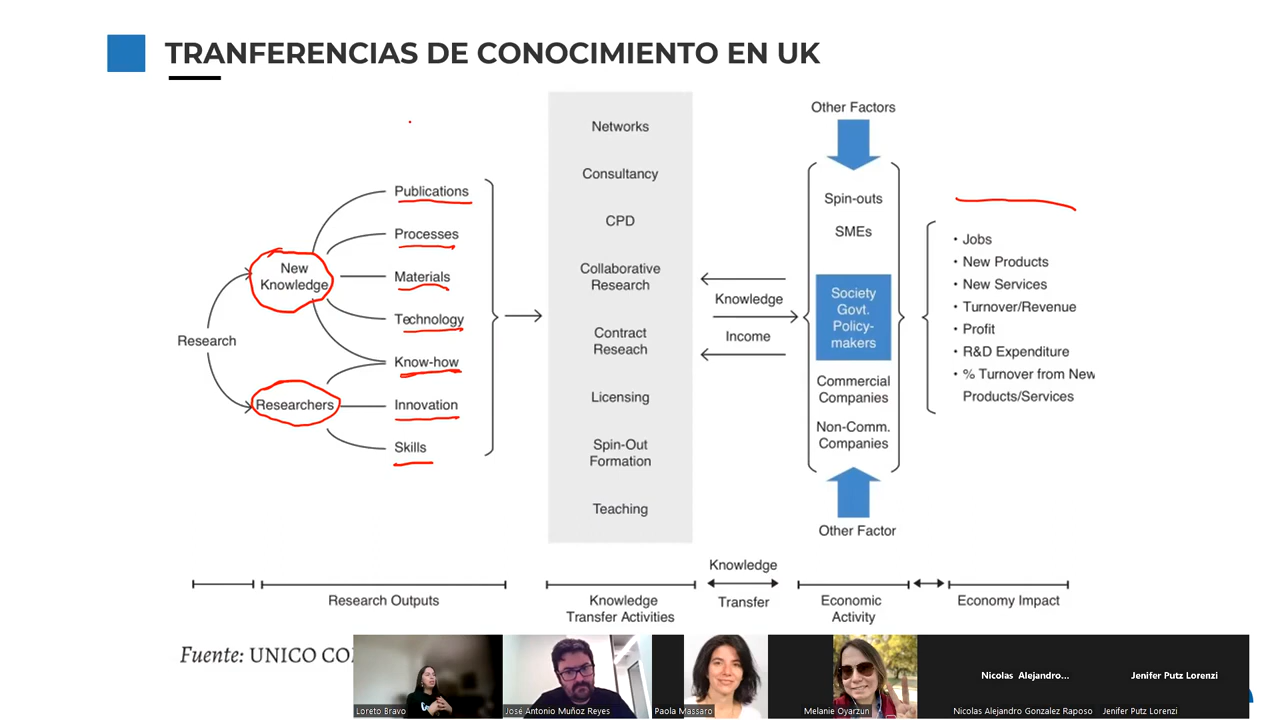 TRANFERENCIAS DE CONOCIMIENTO EN UK
Research
New
Knowledge
Researchers
Publications
Processes
Materials
Technology
Know-how
Innovation
Skills
Networks
Consultancy
CPD
Collaborative
Research
Contract
Reseach
Licensing
Spin-Out
Formation
Teaching
Knowledge
Income
Other Factors
Spin-outs
SMEs
Society
Govt.
Policy-
makers
Commercial
Companies
Non-Comm.
Companies
Other Factor
• Jobs
• New Products
• New Services
• Turnover/Revenue
• Profit
• R&D Expenditure
• % Turnover from New
Products/Services
Research Outputs
Knowledge
Transfer Activities
Knowledge
Transfer
Economic
Activity
Economy Impact
Fuente: UNICO CO
Loreto Bravo
José Antonio Muñoz Reyes
Paola Massaro
Melanie Oyarzun
Nicolas Alejandro...
Nicolas Alejandro Gonzalez Raposo
Jenifer Putz Lorenzi
Jenifer Putz Lorenzi